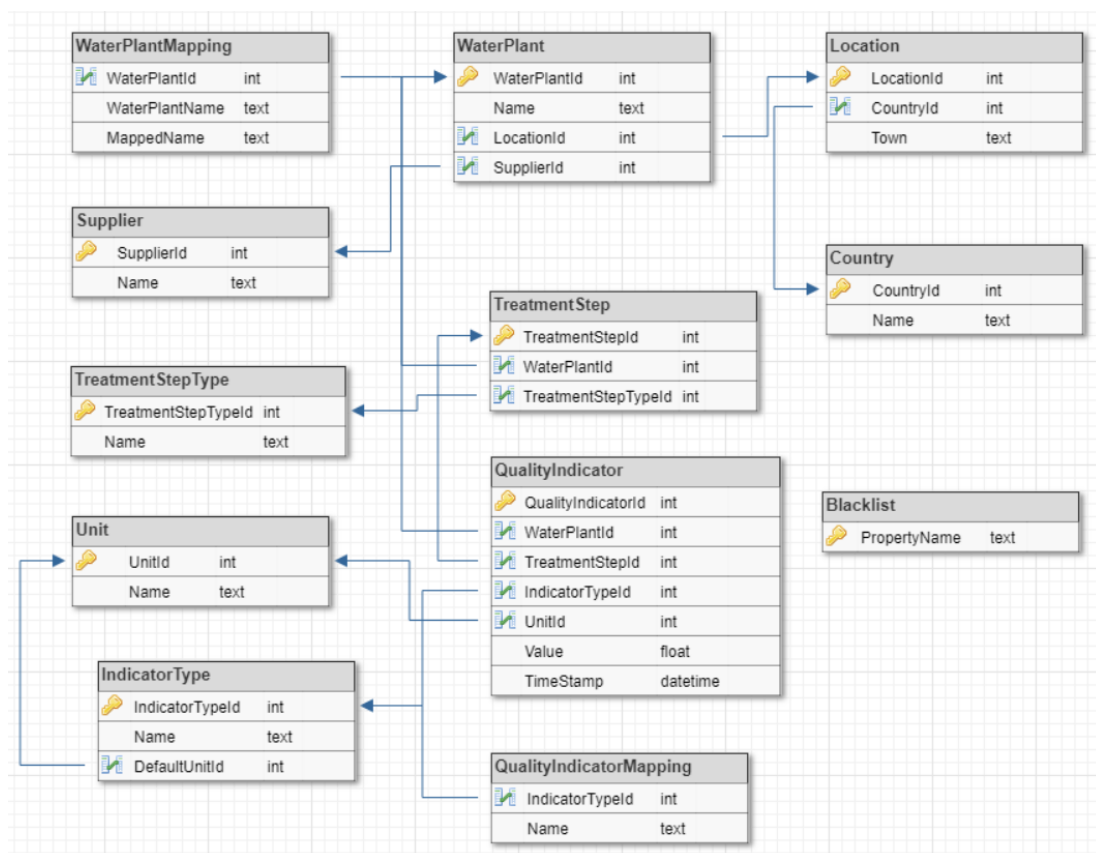 WaterPlantMapping
WaterPlantId int
WaterPlantName text
MappedName text
WaterPlant
WaterPlantId int
Name text
LocationId int
SupplierId int
Location
LocationId int
CountryId int
Town text
Supplier
SupplierId int
Name text
Country
CountryId int
Name text
TreatmentStep
TreatmentStepId int
WaterPlantId int
TreatmentStepTypeId int
TreatmentStepType
TreatmentStepTypeId int
Name text
QualityIndicator
QualityIndicatorId int
WaterPlantId int
TreatmentStepId int
IndicatorTypeId int
UnitId int
Value float
TimeStamp datetime
Blacklist
PropertyName text
Unit
UnitId int
Name text
IndicatorType
IndicatorTypeId int
Name text
DefaultUnitId int
QualityIndicatorMapping
IndicatorTypeId int
Name text